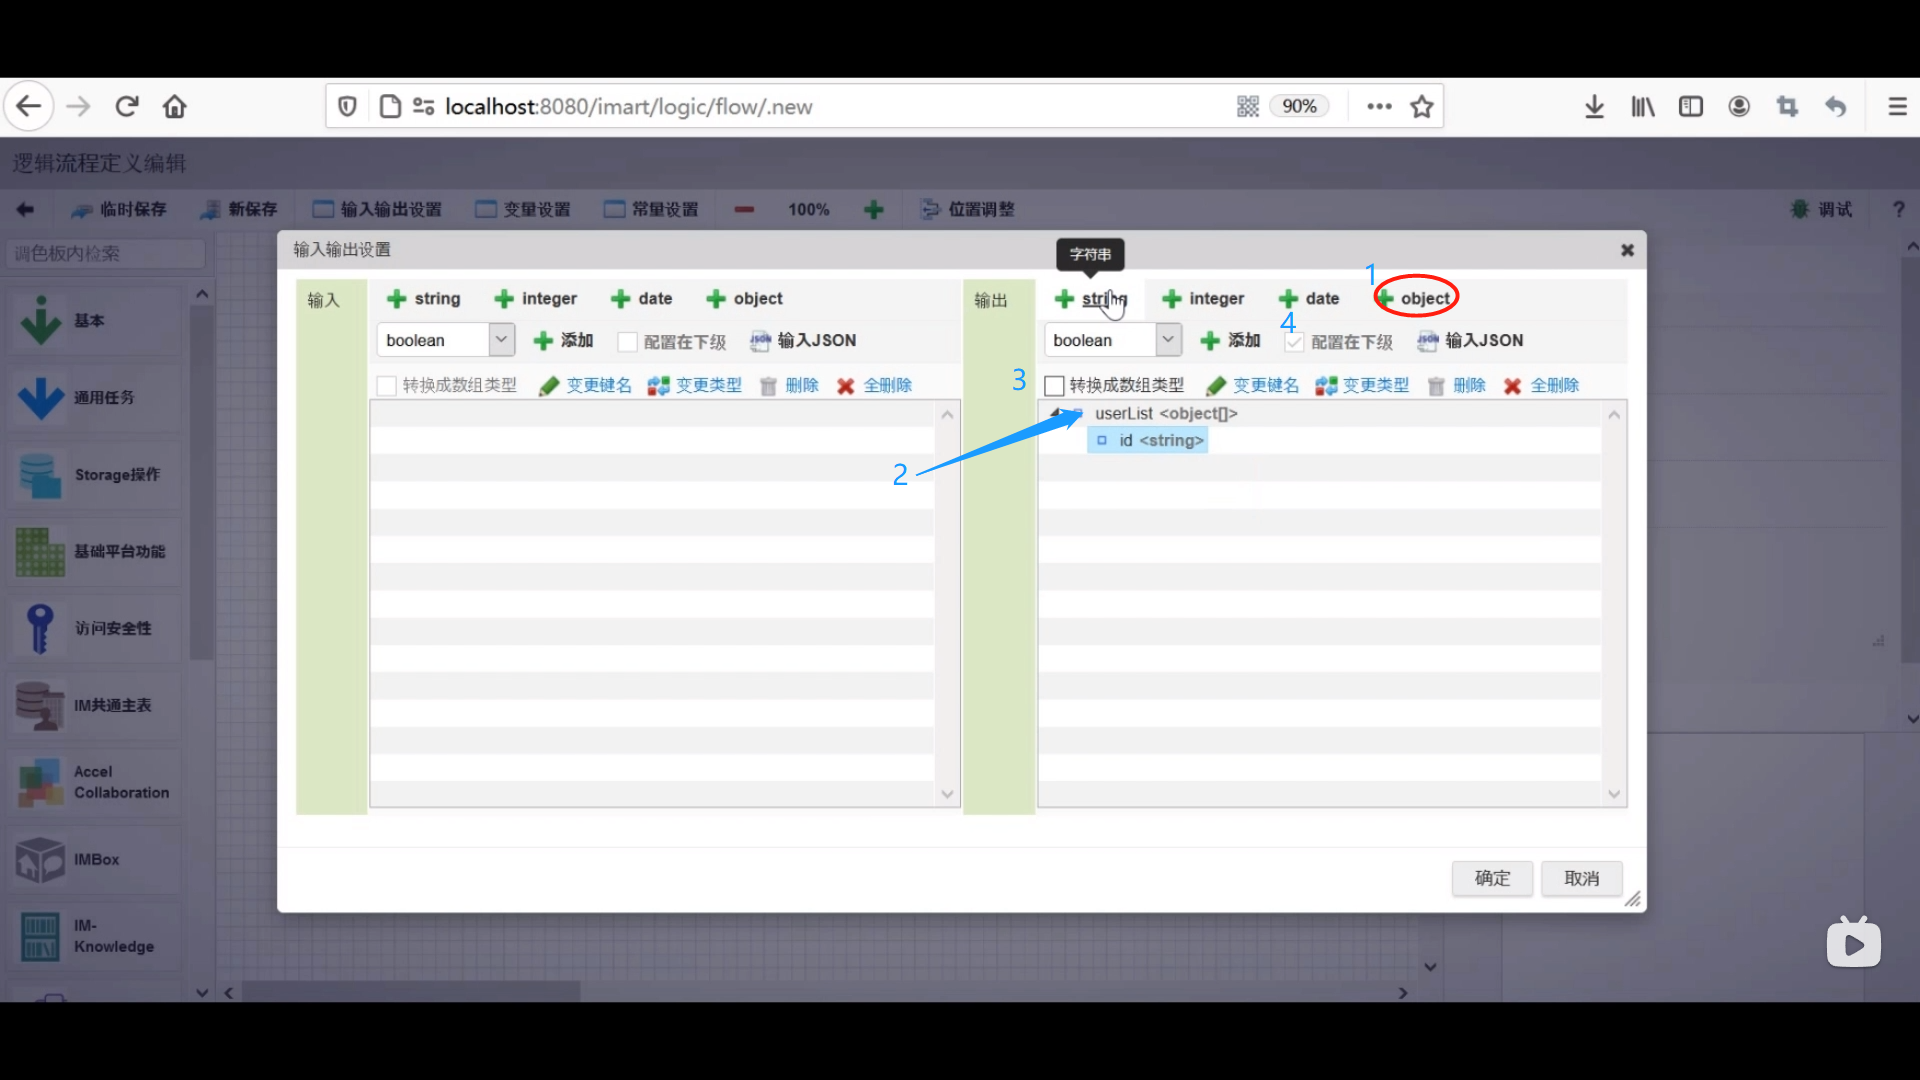 localhost:8080/imart/logic/flow/.new
90%
逻辑流程定义编辑
临时保存
新保存
输入输出设置
变量设置
常量设置
100%
位置调整
调试
?
调色板内检索
基本
通用任务
Storage操作
基础平台功能
访问安全性
IM共通主表
Accel
Collaboration
IMBox
IM-
Knowledge
输入输出设置
字符串
输入
string
integer
date
object
boolean
添加
配置在下级
输入JSON
转换成数组类型
变更键名
变更类型
删除
全删除
输出
string
integer
date
1
object
boolean
添加
4
配置在下级
输入JSON
3
转换成数组类型
变更键名
变更类型
删除
全删除
userList <object[]>
id <string>
2
确定
取消